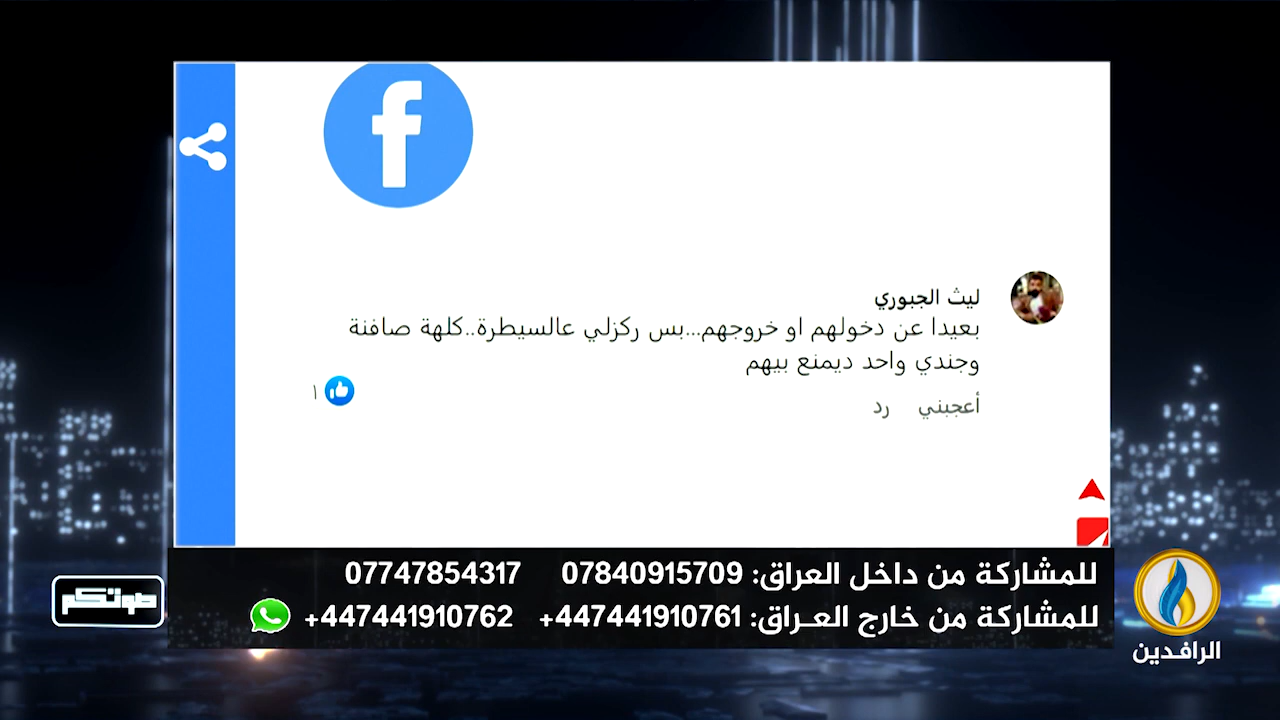 ليث الجبوري
بعيدا عن دخولهم او خروجهم...بس ركزلي عالسيطرة..كلهة صافنة
وجندي واحد ديمنع بيهم
أعجبني رد
١
للمشاركة من داخل العراق: 07840915709 07747854317
للمشاركة من خارج العـراق: 447441910761+ 447441910762+
صوتكم
الرافدين